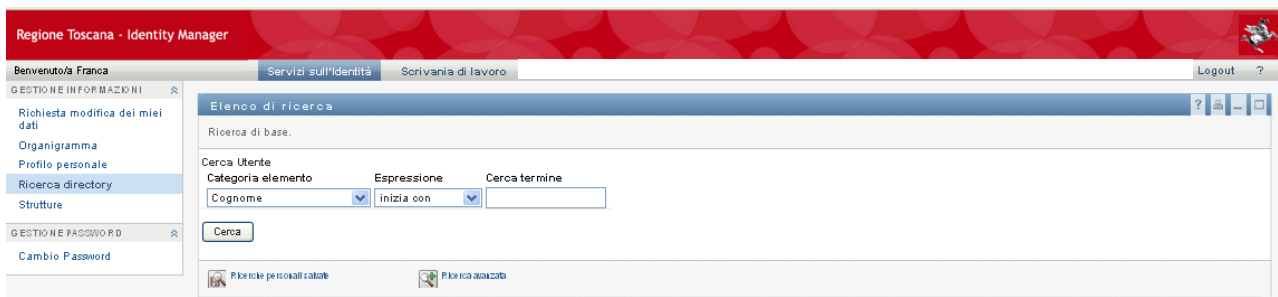 Regione Toscana - Identity Manager
Benvenuto/a Franca
Servizi sull'Identità
Scrivania di lavoro
Logout ?
GESTIONE INFORMAZIONI
Richiesta modifica dei miei
dati
Organigramma
Profilo personale
Ricerca directory
Strutture
GESTIONE PASSWORD
Cambio Password
Elenco di ricerca
?
Ricerca di base.
Cerca Utente
Categoria elemento Espressione Cerca termine
Cognome inizia con
Cerca
Ricerche personali salvate Ricerca avanzata